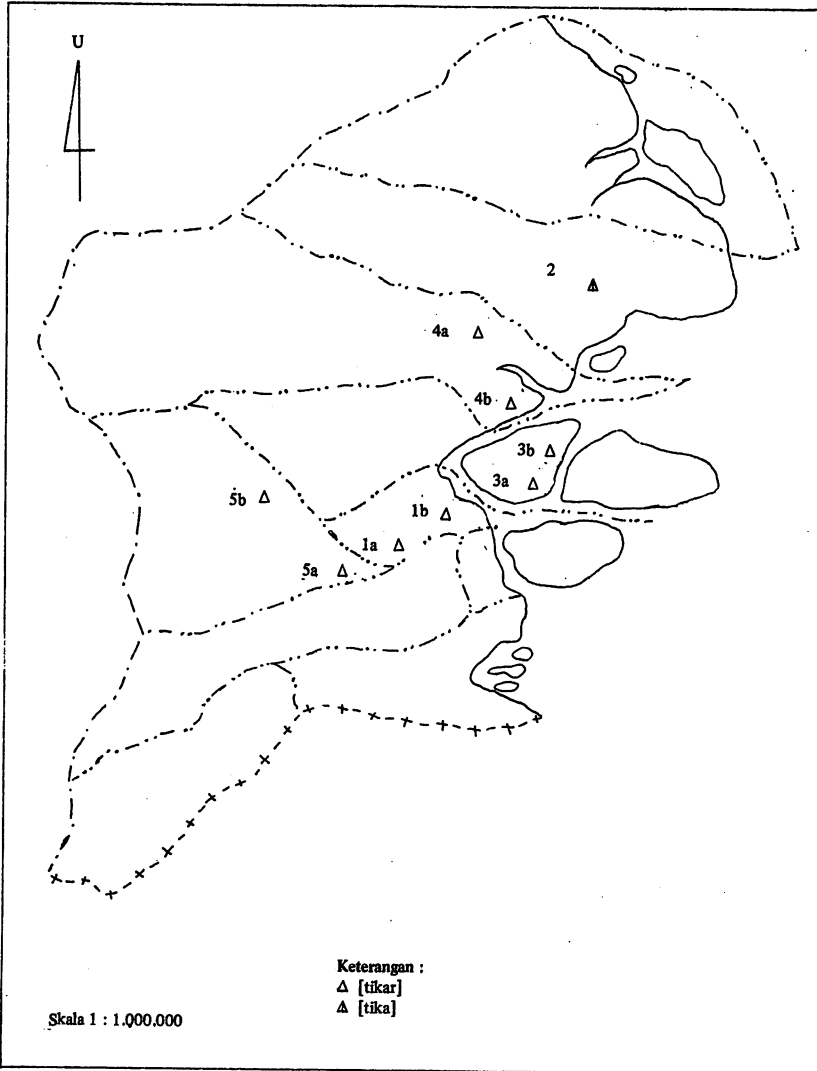 U
2
4a
4b
3b
3a
5b
1b
1a
5a
Keterangan :
[tikar]
[tika]
Skala 1 : 1.000.000